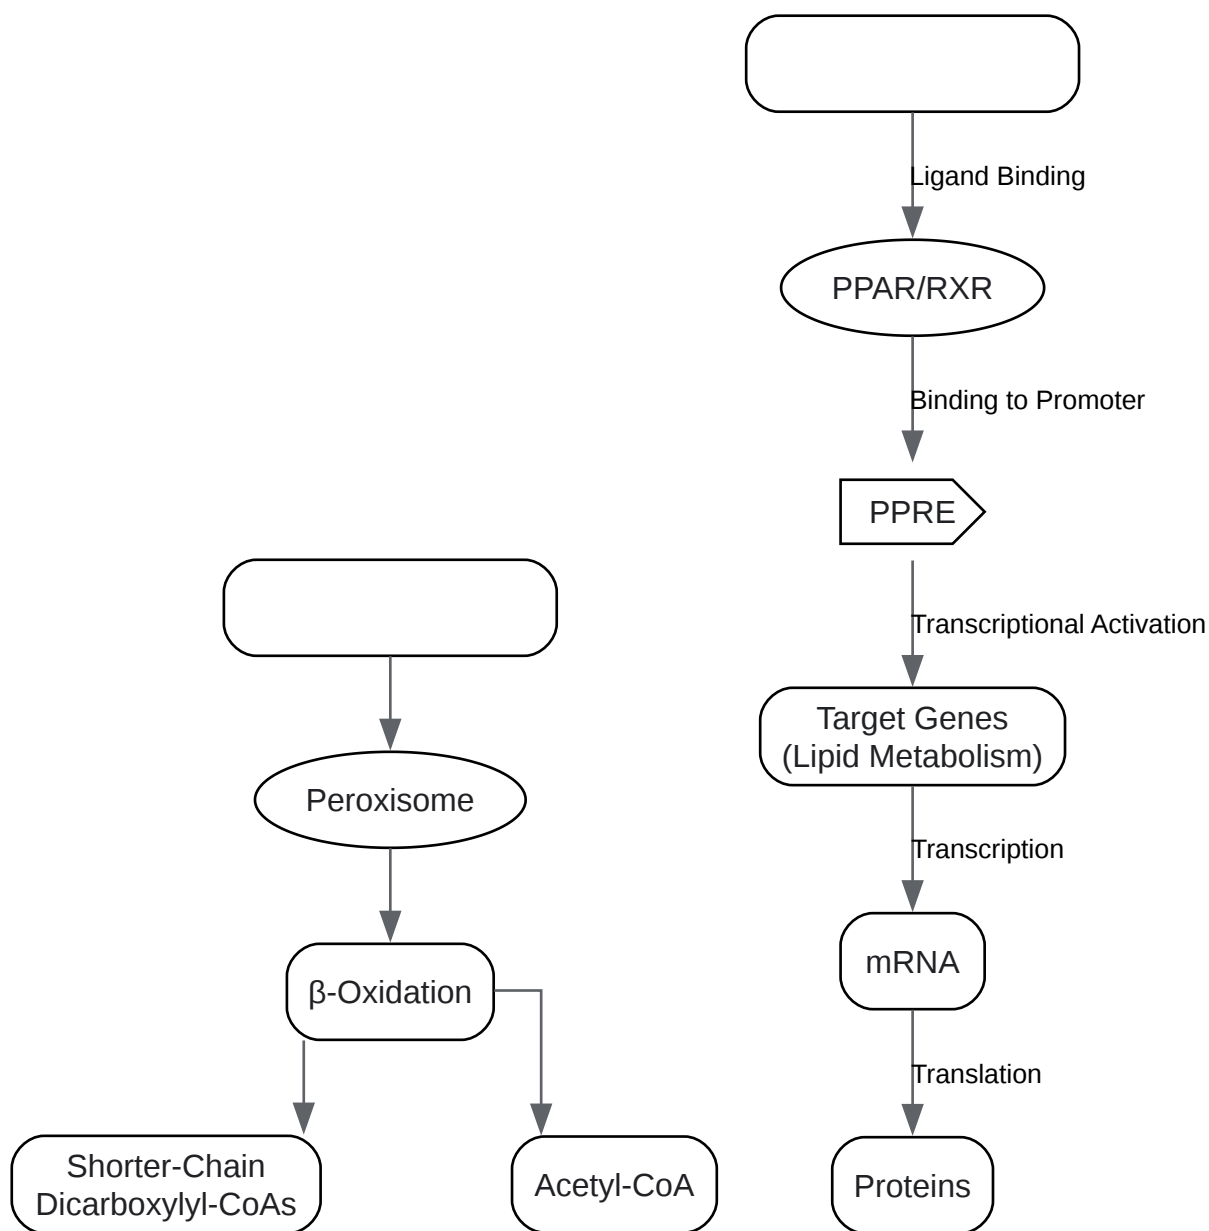 Ligand Binding
PPAR/RXR
Binding to Promoter
PPRE
Transcriptional Activation
Target Genes
(Lipid Metabolism)
Transcription
mRNA
Translation
Proteins
Peroxisome
β-Oxidation
Shorter-Chain
Dicarboxylyl-CoAs
Acetyl-CoA